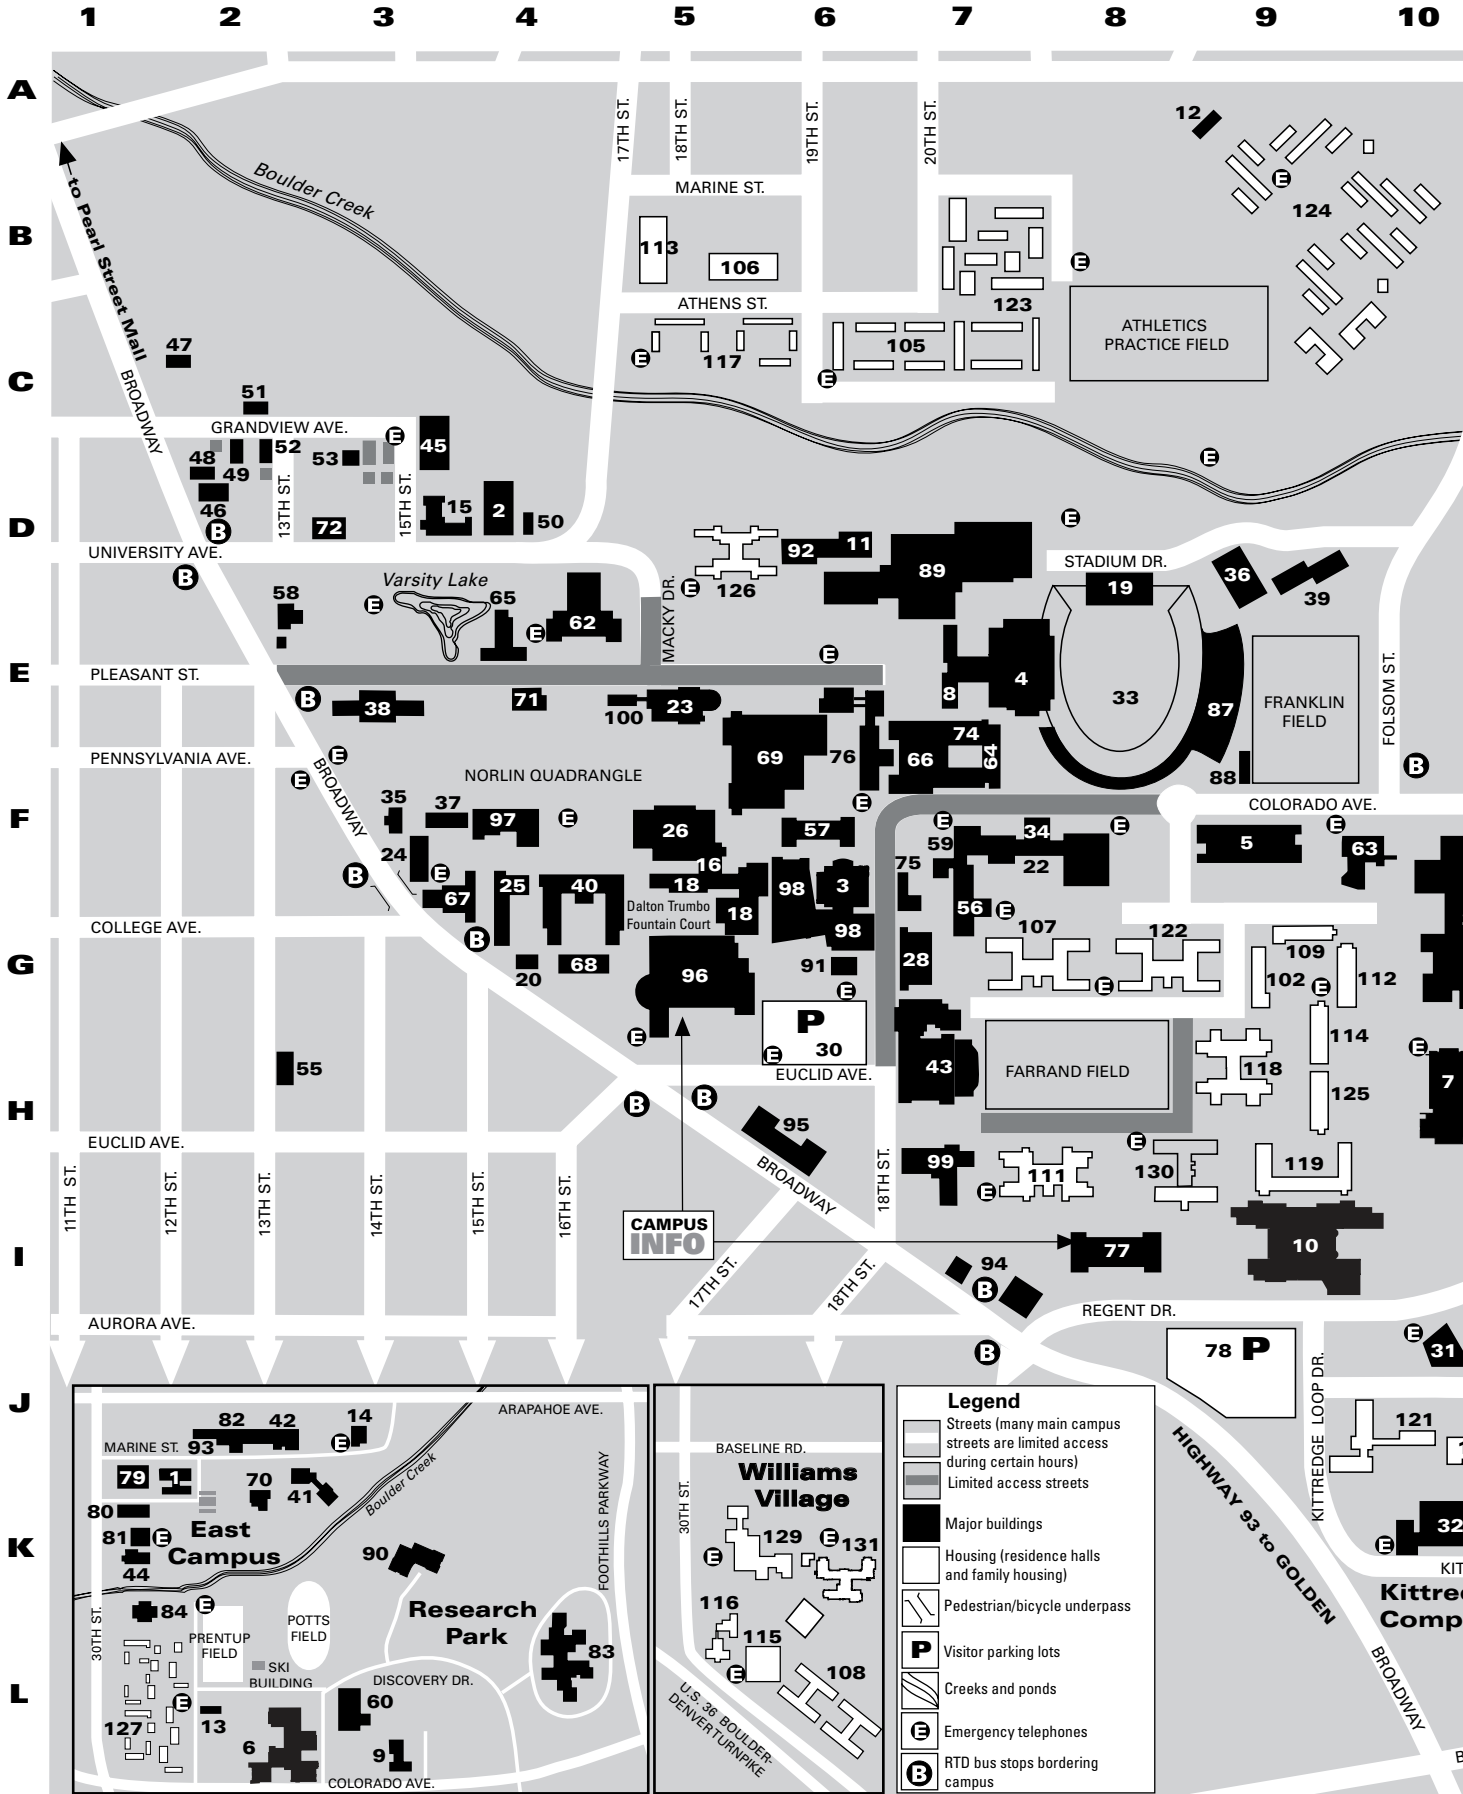 1 2 3 4 5 6 7 8 9 10
A
12
17TH ST.
18TH ST.
19TH ST.
20TH ST.
Boulder Creek
MARINE ST.
to Pearl Street Mall
124
B
113
106
E
E
123
ATHENS ST.
ATHLETICS
PRACTICE FIELD
47
105
117
E
E
C
BROADWAY
51
GRANDVIEW AVE.
E
45
52
48
53
49
E
46
13TH ST.
15TH ST.
15
2
50
D
B
72
E
UNIVERSITY AVE.
92
11
89
STADIUM DR.
B
Varsity Lake
126
E
36
19
39
58
E
65
62
E
MACKY DR.
E
E
PLEASANT ST.
4
8
33
87
FRANKLIN
FIELD
FOLSOM ST.
B
38
71
100
23
74
64
66
76
69
PENNSYLVANIA AVE.
E
E
BROADWAY
NORLIN QUADRANGLE
88
B
E
COLORADO AVE.
35
37
97
E
26
57
E
34
E
E
5
63
F
24
59
22
16
75
B
E
67
25
40
18
98
3
Dalton Trumbo
Fountain Court
18
56
E
COLLEGE AVE.
B
98
107
122
109
G
20
68
96
91
28
102
112
E
E
E
P
30
E
E
114
E
55
EUCLID AVE.
43
FARRAND FIELD
118
7
H
B
B
125
95
EUCLID AVE.
E
BROADWAY
18TH ST.
99
111
E
130
119
11TH ST.
12TH ST.
13TH ST.
14TH ST.
15TH ST.
16TH ST.
CAMPUS
INFO
I
77
10
17TH ST.
18TH ST.
94
B
REGENT DR.
AURORA AVE.
B
78 P
E
31
KITTREDGE LOOP DR.
J
ARAPAHOE AVE.
82
42
14
MARINE ST.
93
E
79
1
70
41
Boulder Creek
80
81
E
East
Campus
44
90
FOOTHILLS PARKWAY
84
E
30TH ST.
PRENTUP
FIELD
POTTS
FIELD
Research
Park
83
SKI
BUILDING
DISCOVERY DR.
E
60
127
13
6
9
COLORADO AVE.
BASELINE RD.
Williams
Village
30TH ST.
129
E
131
E
116
115
E
108
U.S. 36 BOULDER-
DENVER TURNPIKE
Legend
Streets (many main campus
streets are limited access
during certain hours)
Limited access streets
Major buildings
Housing (residence halls
and family housing)
Pedestrian/bicycle underpass
P
Visitor parking lots
Creeks and ponds
E
Emergency telephones
B
RTD bus stops bordering
campus
121
HIGHWAY 93 to GOLDEN
K
32
E
KIT
Kittre
Comp
BROADWAY
L
B